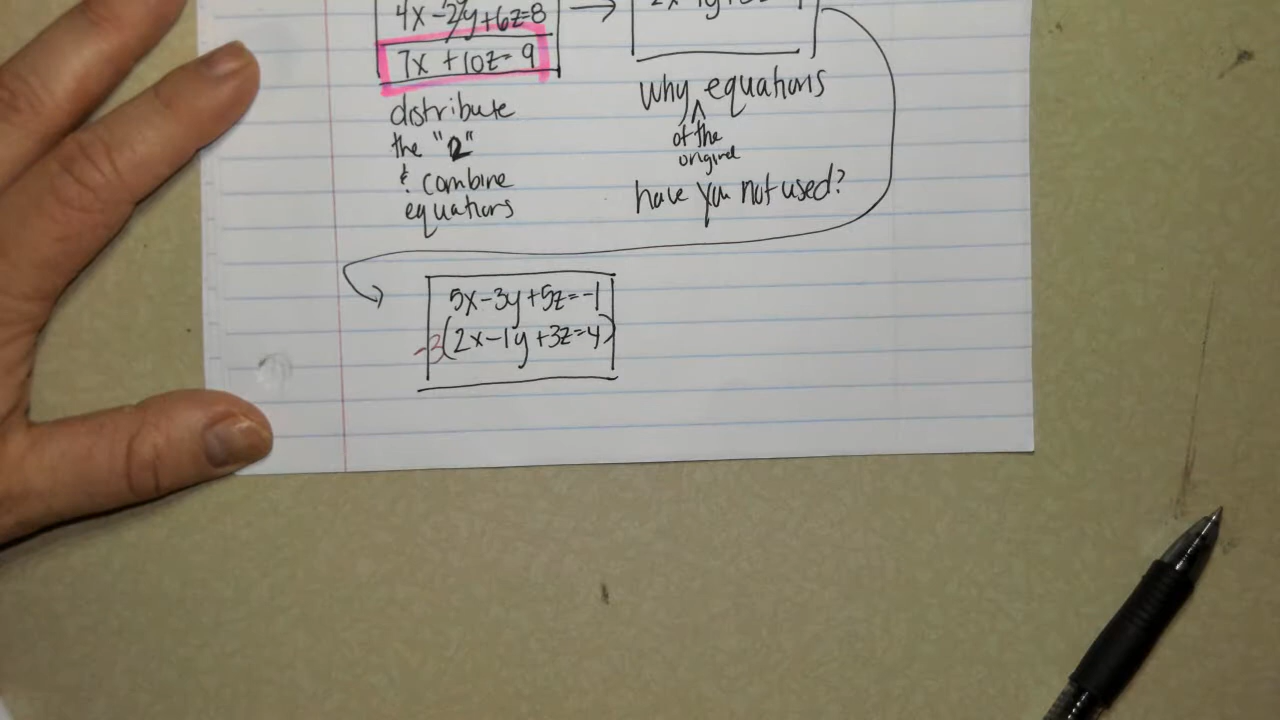 4x-2y+6z=8
7x +10z=9
distribute
the "2"
& combine
equations
why equations
of the
original
have you not used?
5x-3y+5z=-1
-3(2x-1y+3z=4)